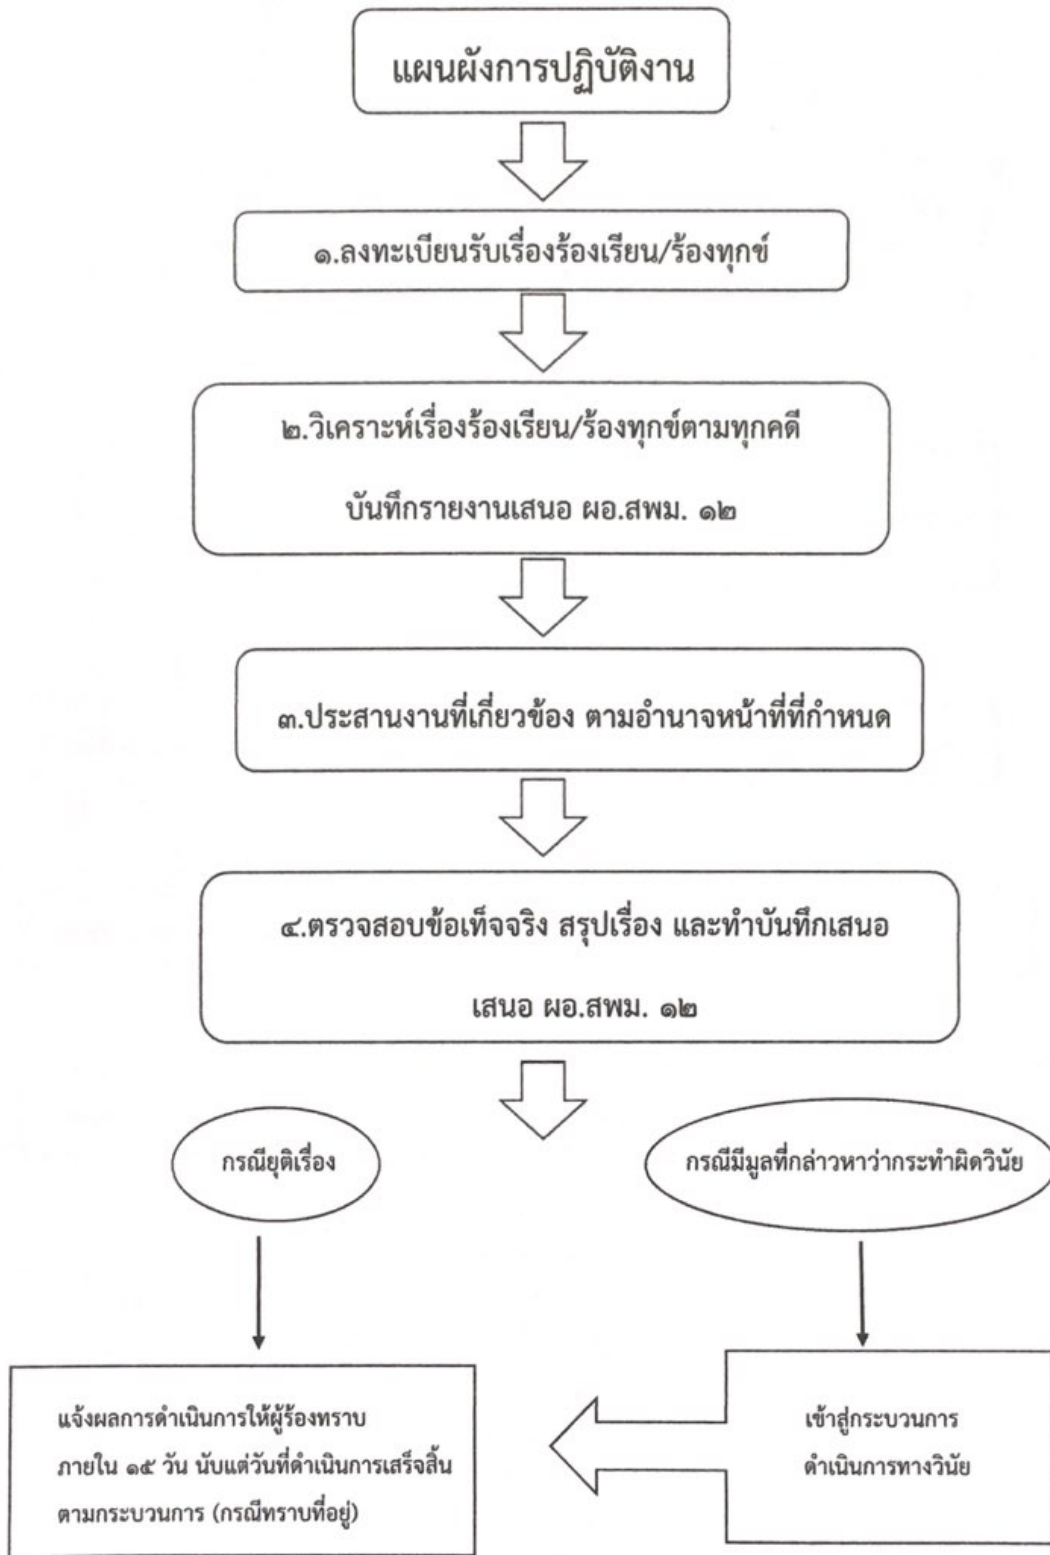 แผนผังการปฏิบัติงาน
๑.ลงทะเบียนรับเรื่องร้องเรียน/ร้องทุกข์
๒.วิเคราะห์เรื่องร้องเรียน/ร้องทุกข์ตามทุกคดี
บันทึกรายงานเสนอ ผอ.สพม. ๑๒
๓.ประสานงานที่เกี่ยวข้อง ตามอำนาจหน้าที่ที่กำหนด
๔.ตรวจสอบข้อเท็จจริง สรุปเรื่อง และทำบันทึกเสนอ
เสนอ ผอ.สพม. ๑๒
กรณียุติเรื่อง
กรณีมีมูลที่กล่าวหาว่ากระทำผิดวินัย
แจ้งผลการดำเนินการให้ผู้ร้องทราบ
ภายใน ๑๕ วัน นับแต่วันที่ดำเนินการเสร็จสิ้น
ตามกระบวนการ (กรณีทราบที่อยู่)
เข้าสู่กระบวนการ
ดำเนินการทางวินัย